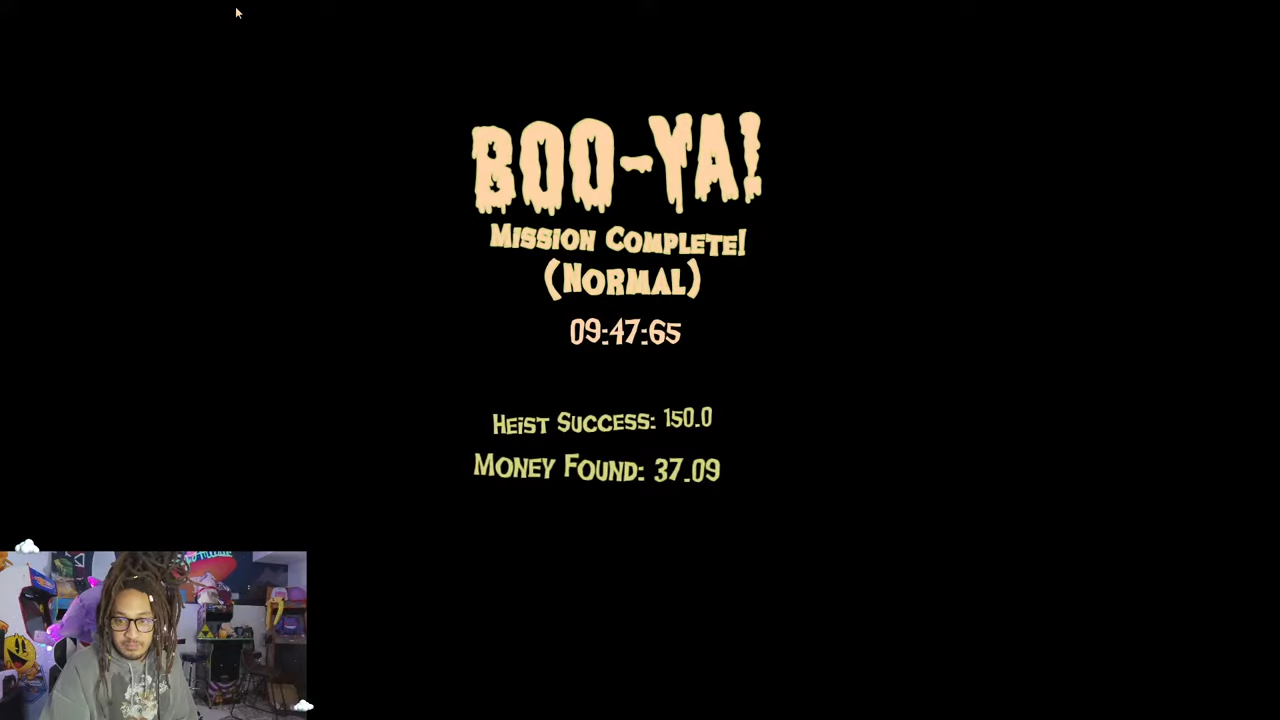 BOO-YA!
Mission Complete!
(Normal)
09:47:65
Heist Success: 150.0
Money Found: 37.09